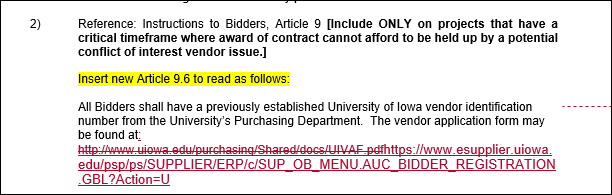 2) Reference: Instructions to Bidders, Article 9 [Include ONLY on projects that have a
critical timeframe where award of contract cannot afford to be held up by a potential
conflict of interest vendor issue.]
Insert new Article 9.6 to read as follows:
All Bidders shall have a previously established University of Iowa vendor identification
number from the University's Purchasing Department. The vendor application form may
be found at:
http://www.uiowa.edu/purchasing/Shared/docs/UIVAF.pdfhttps://www.esupplier.uiowa.
edu/psp/ps/SUPPLIER/ERP/c/SUP_OB_MENU.AUC_BIDDER_REGISTRATION
.GBL?Action=U